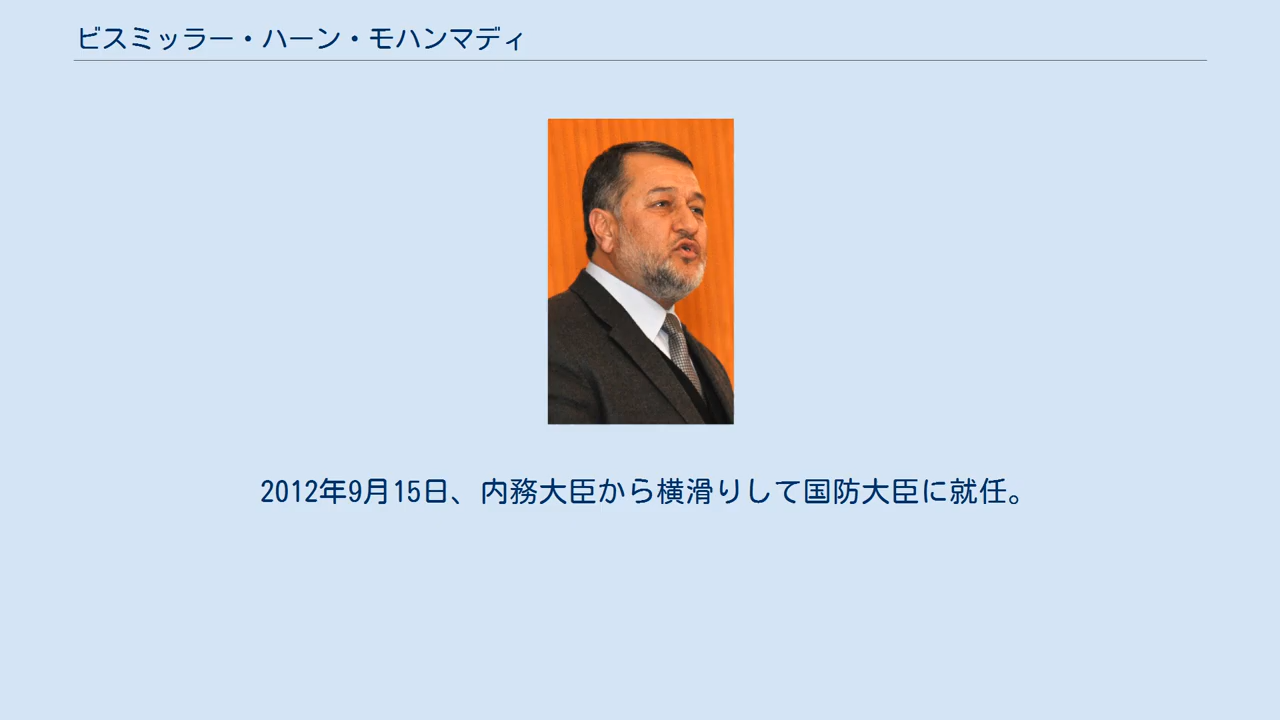 ビスミッラー・ハーン・モハンマディ
2012年9月15日、内務大臣から横滑りして国防大臣に就任。